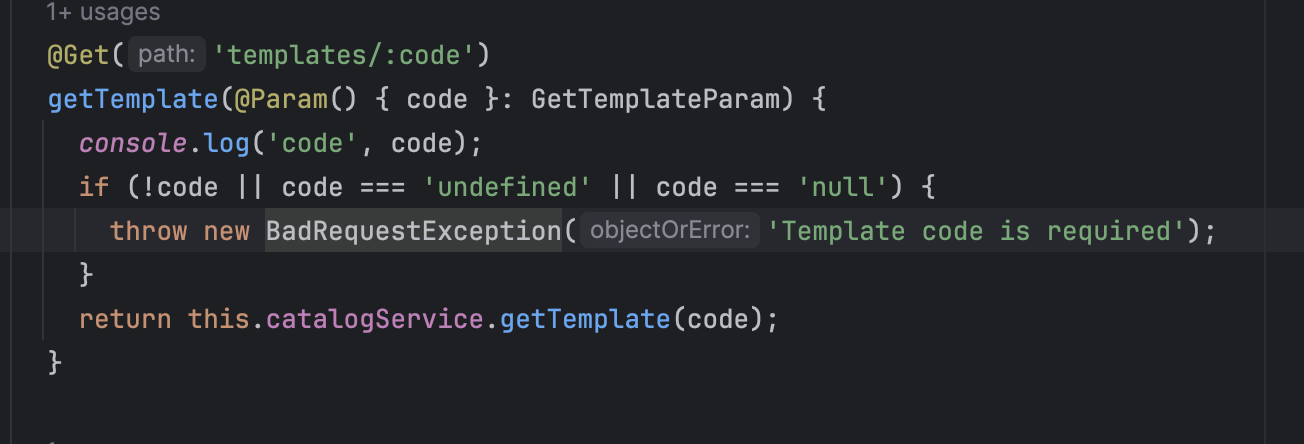 1+ usages
@Get( path: 'templates/:code')
getTemplate(@Param() { code }: GetTemplateParam) {
console.log('code', code);
if (!code || code === 'undefined' || code === 'null') {
throw new BadRequestException( objectOrError: 'Template code is required');
}
return this.catalogService.getTemplate(code);
}